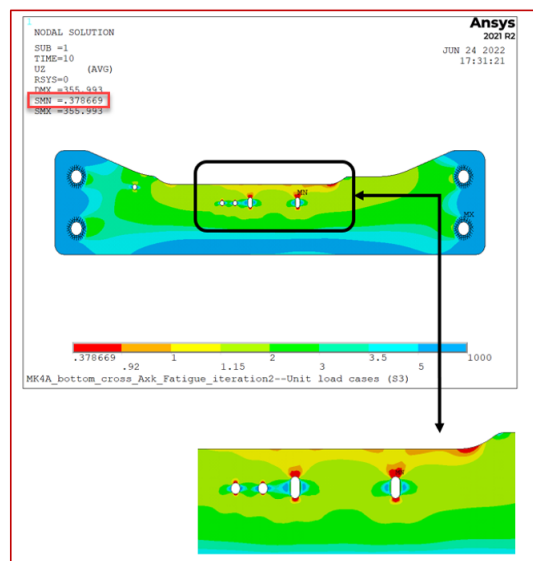 1
Ansys
2021 R2
NODAL SOLUTION
JUN 24 2022
17:31:21
SUB =1
TIME=10
UZ (AVG)
RSYS=0
DMX =355.993
SMN =.378669
SMX =355.993
MN
MX
.378669 1 2 3.5 1000
.92 1.15 3 5
MK4A_bottom_cross_Axk_Fatigue_iteration2--Unit load cases (S3)